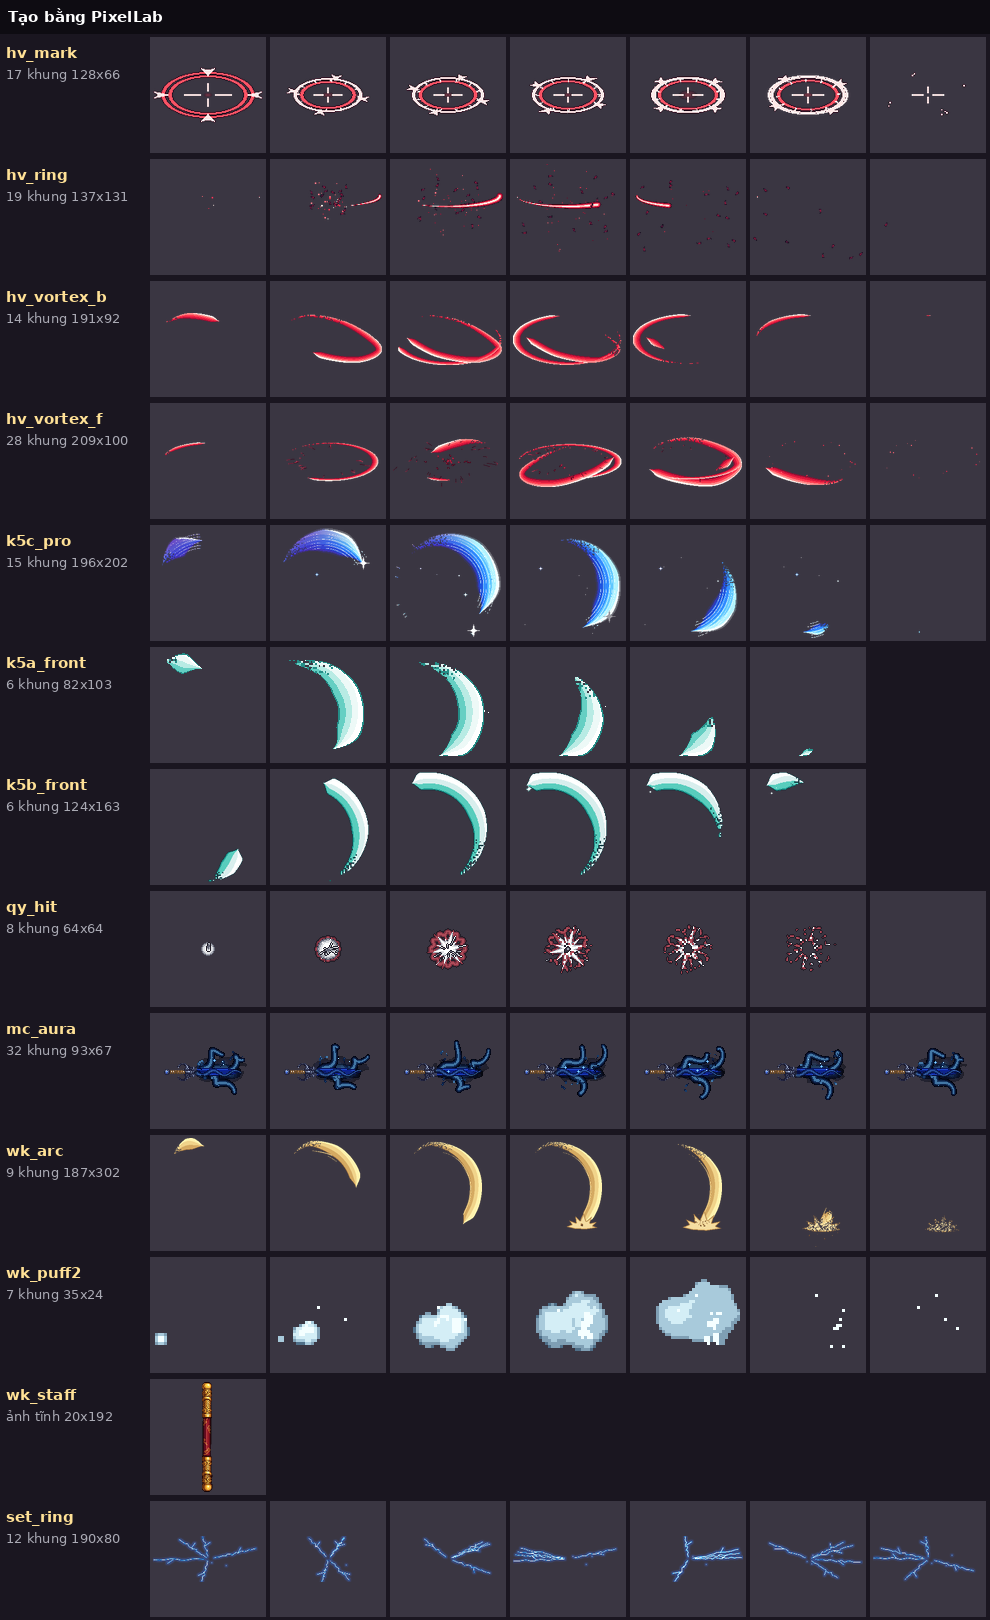 Tạo bằng PixelLab
hv_mark
17 khung 128x66
hv_ring
19 khung 137x131
hv_vortex_b
14 khung 191x92
hv_vortex_f
28 khung 209x100
k5c_pro
15 khung 196x202
k5a_front
6 khung 82x103
k5b_front
6 khung 124x163
qy_hit
8 khung 64x64
mc_aura
32 khung 93x67
wk_arc
9 khung 187x302
wk_puff2
7 khung 35x24
wk_staff
ảnh tĩnh 20x192
set_ring
12 khung 190x80